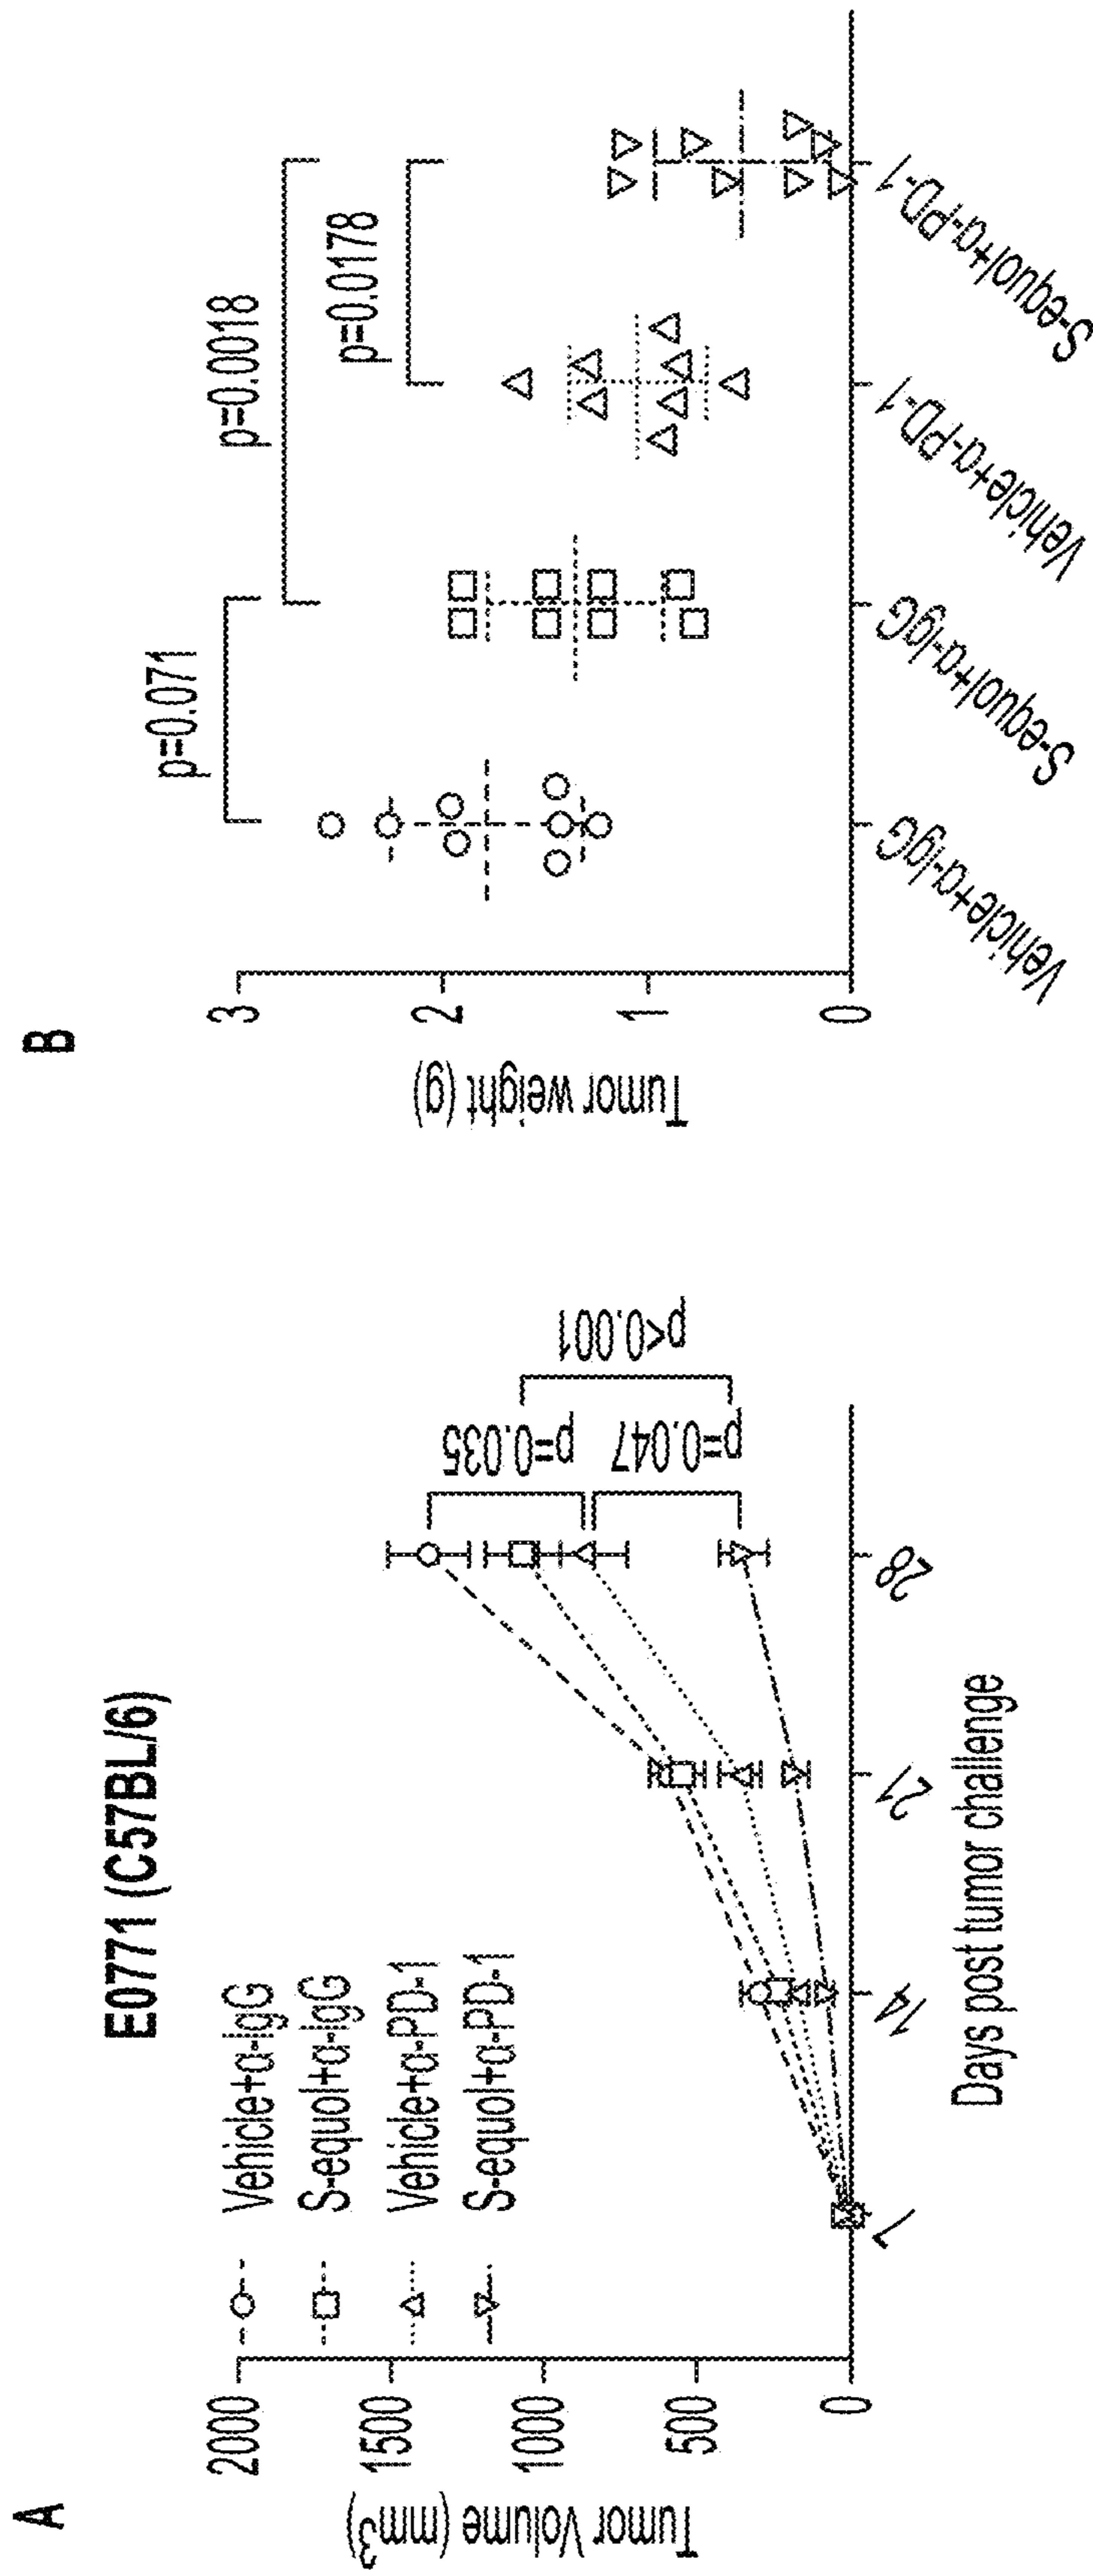 A
E0771 (C57BL/6)
Tumor Volume (mm3)
2000
1500
1000
500
0
Vehicle+α-IgG
S-equol+α-IgG
Vehicle+α-PD-1
S-equol+α-PD-1
p=0.035
p=0.047
p<0.001
7
14
21
28
Days post tumor challenge
B
Tumor weight (g)
3
2
1
0
p=0.071
p=0.0018
p=0.0178
Vehicle+α-IgG
S-equol+α-IgG
Vehicle+α-PD-1
S-equol+α-PD-1